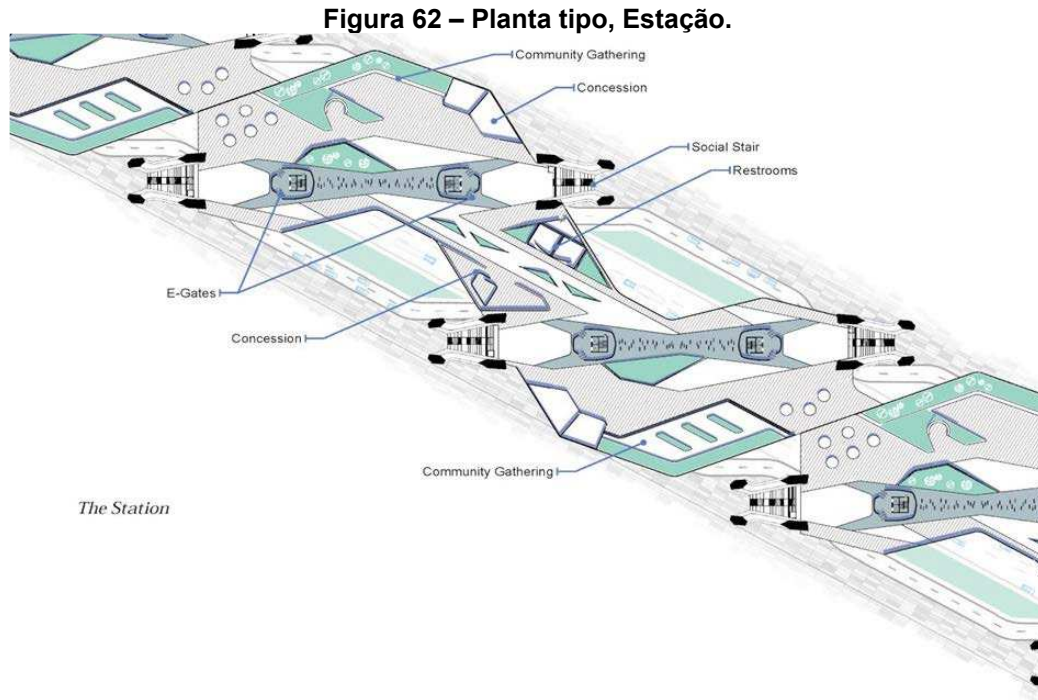 Figura 62 – Planta tipo, Estação.
Community Gathering
Concession
Social Stair
Restrooms
E-Gates
Concession
Community Gathering
The Station